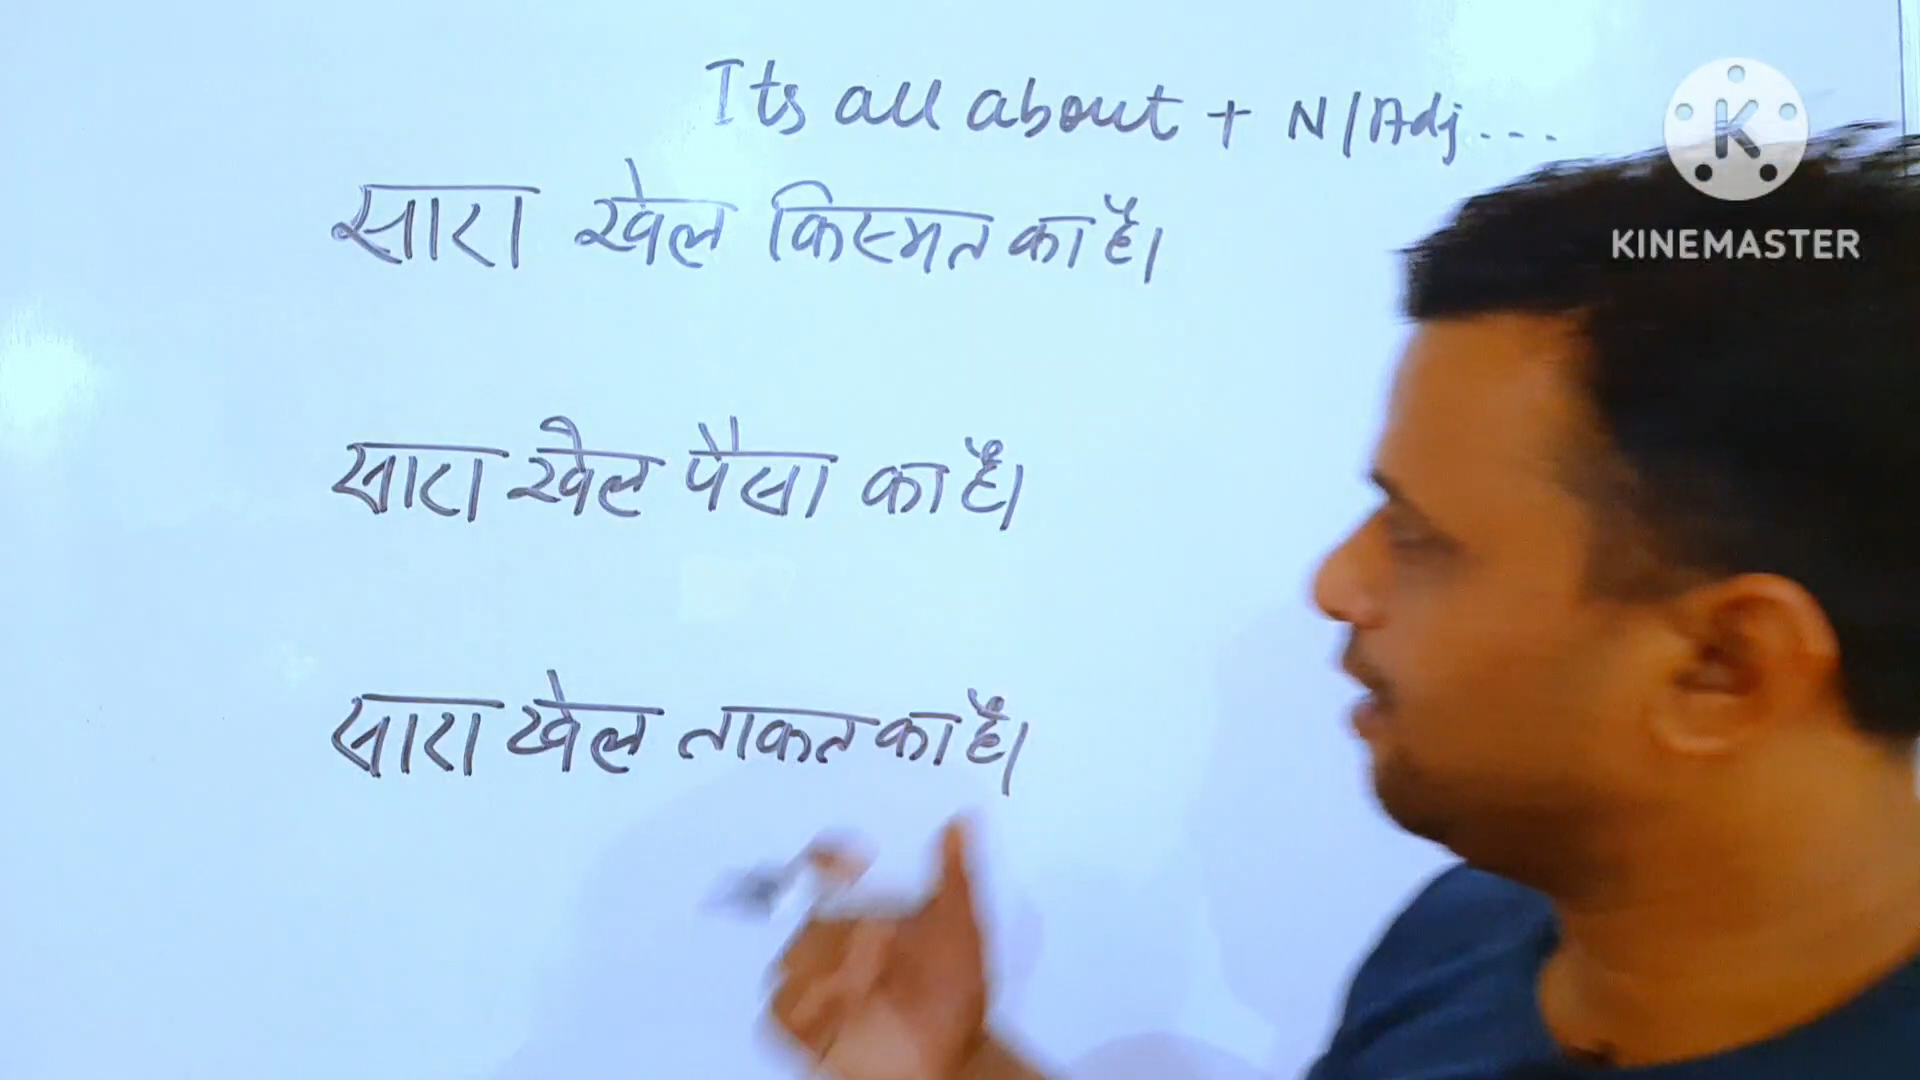 Its all about + N/Adj...
सारा खेल किस्मत का है।
सारा खेल पैसा का है।
सारा खेल ताकत का है।
KINEMASTER